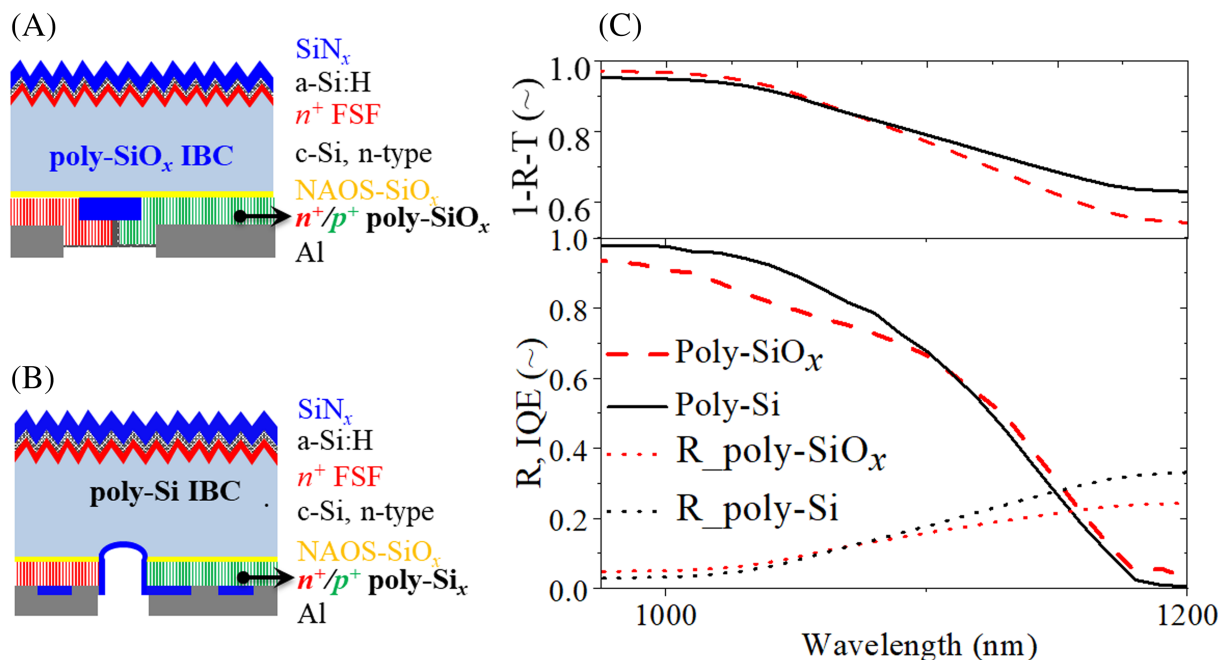 (A)
SiNx
a-Si:H
n+ FSF
poly-SiOx IBC
c-Si, n-type
NAOS-SiOx
n+/p+ poly-SiOx
Al
(B)
SiNx
a-Si:H
n+ FSF
poly-Si IBC
c-Si, n-type
NAOS-SiOx
n+/p+ poly-Six
Al
(C)
1-R-T (~)
1.0
0.8
0.6
1.0
R, IQE (~)
1.0
0.8
0.6
0.4
0.2
0.0
Poly-SiOx
Poly-Si
R_poly-SiOx
R_poly-Si
1000
1200
Wavelength (nm)